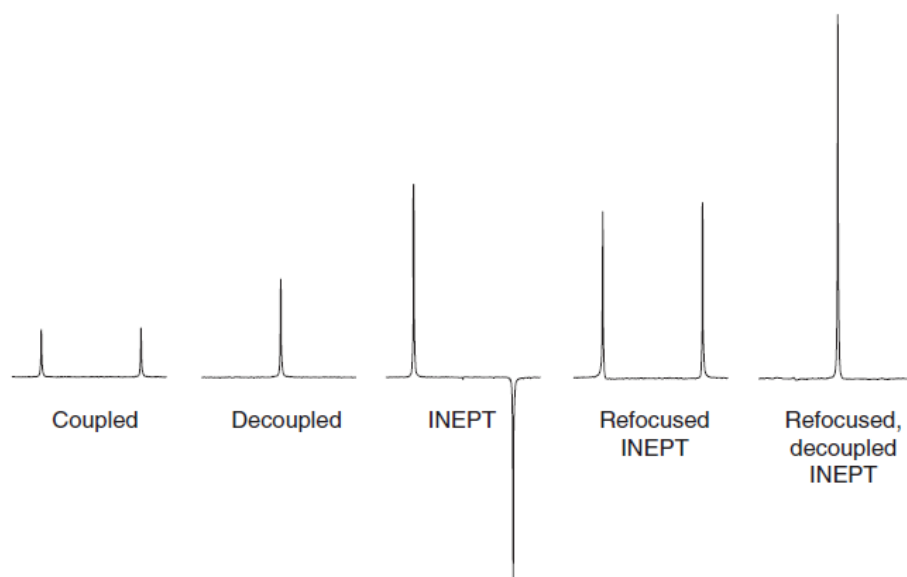 Coupled
Decoupled
INEPT
Refocused
INEPT
Refocused,
decoupled
INEPT